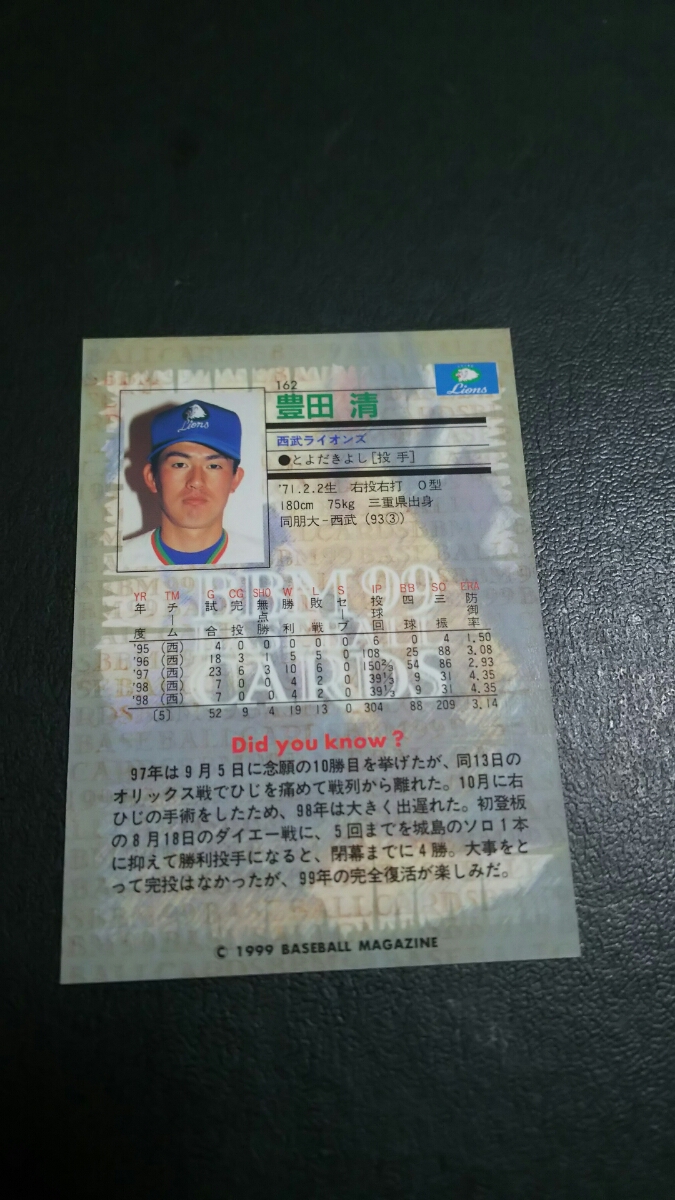 162
Lions
豊田 清
西武ライオンズ
●とよだきよし[投 手]
'71.2.2生 右投右打 O型
180cm 75kg 三重県出身
同朋大-西武 (93③)
Lions
BBM 99
BASEBALL
CARDS
YR TM G CG SHO W L S IP BB SO ERA
年度 チーム 試合 完投 無点勝 勝利 敗戦 セーブ 投球回 四球 三振 防御率
'95 (西) 4 0 0 0 0 0 6 0 4 1.50
'96 (西) 18 3 1 5 5 0 108 25 88 3.08
'97 (西) 23 6 3 10 6 0 150⅔ 54 86 2.93
'98 (西) 7 0 0 4 2 0 39⅓ 9 31 4.35
'98 (西) 7 0 0 4 2 0 39⅓ 9 31 4.35
(5) 52 9 4 19 13 0 304 88 209 3.14
Did you know?
97年は9月5日に念願の10勝目を挙げたが、同13日の
オリックス戦でひじを痛めて戦列から離れた。10月に右
ひじの手術をしたため、98年は大きく出遅れた。初登板
の8月18日のダイエー戦に、5回までを城島のソロ1本
に抑えて勝利投手になると、閉幕までに4勝。大事をと
って完投はなかったが、99年の完全復活が楽しみだ。
© 1999 BASEBALL MAGAZINE